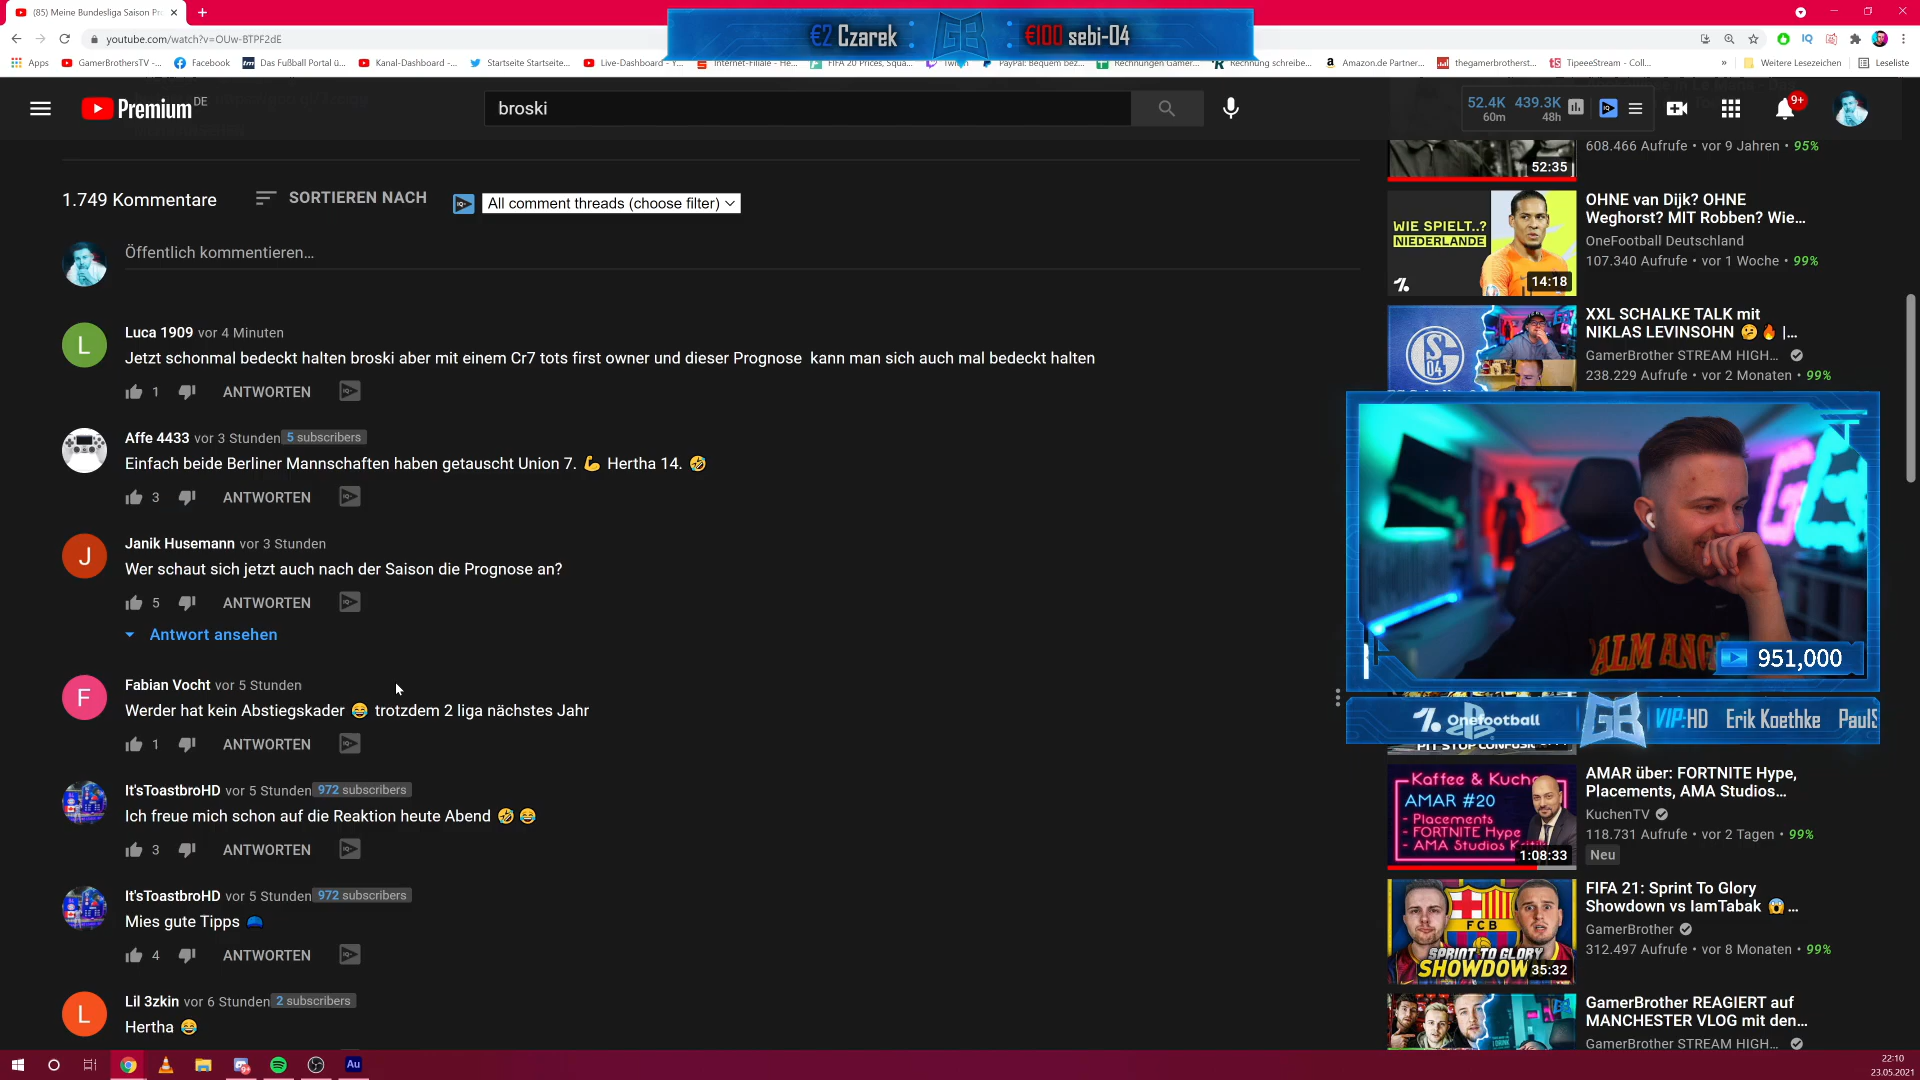 (85) Meine Bundesliga Saison Pr
youtube.com/watch?v=OUw-BTPF2dE
€2 Czarek : GB : €100 sebi-04
Apps GamerBrothersTV -... Facebook Das Fußball Portal ü... Kanal-Dashboard -... Startseite Startseite... Live-Dashboard - Y... Internet-Filiale - He... FIFA 20 Prices, Squa... Twitch PayPal: Bequem bez... Rechnungen Gamer... Rechnung schreibe... Amazon.de Partner... thegamerbrotherst... TipeeeStream - Coll... » Weitere Lesezeichen Leseliste
Premium DE
broski
52.4K 439.3K
60m 48h
9+
1.749 Kommentare SORTIEREN NACH All comment threads (choose filter)
Öffentlich kommentieren...
Luca 1909 vor 4 Minuten
Jetzt schonmal bedeckt halten broski aber mit einem Cr7 tots first owner und dieser Prognose kann man sich auch mal bedeckt halten
1 ANTWORTEN
Affe 4433 vor 3 Stunden 5 subscribers
Einfach beide Berliner Mannschaften haben getauscht Union 7. 💪 Hertha 14. 🤣
3 ANTWORTEN
Janik Husemann vor 3 Stunden
Wer schaut sich jetzt auch nach der Saison die Prognose an?
5 ANTWORTEN
Antwort ansehen
Fabian Vocht vor 5 Stunden
Werder hat kein Abstiegskader 😂 trotzdem 2 liga nächstes Jahr
1 ANTWORTEN
It'sToastbroHD vor 5 Stunden 972 subscribers
Ich freue mich schon auf die Reaktion heute Abend 🤣 😂
3 ANTWORTEN
It'sToastbroHD vor 5 Stunden 972 subscribers
Mies gute Tipps 🧢
4 ANTWORTEN
Lil 3zkin vor 6 Stunden 2 subscribers
Hertha 😂
608.466 Aufrufe • vor 9 Jahren • 95%
52:35
WIE SPIELT..?
NIEDERLANDE
14:18
OHNE van Dijk? OHNE
Weghorst? MIT Robben? Wie...
OneFootball Deutschland
107.340 Aufrufe • vor 1 Woche • 99%
XXL SCHALKE TALK mit
NIKLAS LEVINSOHN 🤔 🔥 |...
GamerBrother STREAM HIGH...
238.229 Aufrufe • vor 2 Monaten • 99%
951,000
Onefootball GB VIP: HD Erik Koethke PaulS
Kaffee & Kuche
AMAR #20
- Placements
- FORTNITE Hype
- AMA Studios Kritik
1:08:33
AMAR über: FORTNITE Hype,
Placements, AMA Studios...
KuchenTV
118.731 Aufrufe • vor 2 Tagen • 99%
Neu
FCB
SPRINT TO GLORY
SHOWDOWN
35:32
FIFA 21: Sprint To Glory
Showdown vs IamTabak 😱 ...
GamerBrother
312.497 Aufrufe • vor 8 Monaten • 99%
GamerBrother REAGIERT auf
MANCHESTER VLOG mit den...
GamerBrother STREAM HIGH...
Au
22:10
23.05.2021